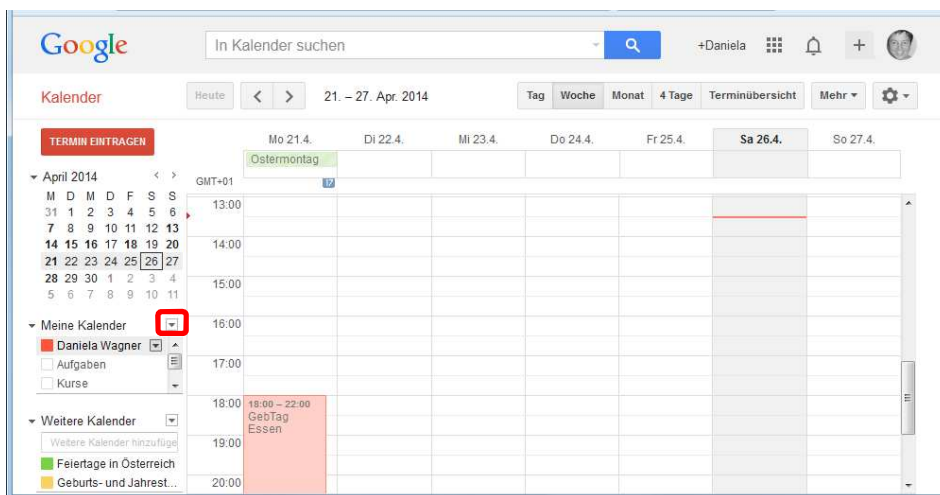 Google
In Kalender suchen
+Daniela
Kalender
Heute
21. – 27. Apr. 2014
Tag Woche Monat 4 Tage Terminübersicht
Mehr
TERMIN EINTRAGEN
April 2014
M D M D F S S
31 1 2 3 4 5 6
7 8 9 10 11 12 13
14 15 16 17 18 19 20
21 22 23 24 25 26 27
28 29 30 1 2 3 4
5 6 7 8 9 10 11
Meine Kalender
Daniela Wagner
Aufgaben
Kurse
Weitere Kalender
Weitere Kalender hinzufüge
Feiertage in Österreich
Geburts- und Jahrest...
Mo 21.4. Di 22.4. Mi 23.4. Do 24.4. Fr 25.4. Sa 26.4. So 27.4.
Ostermontag
GMT+01
17
13:00
14:00
15:00
16:00
17:00
18:00
19:00
20:00
18:00 – 22:00
GebTag
Essen